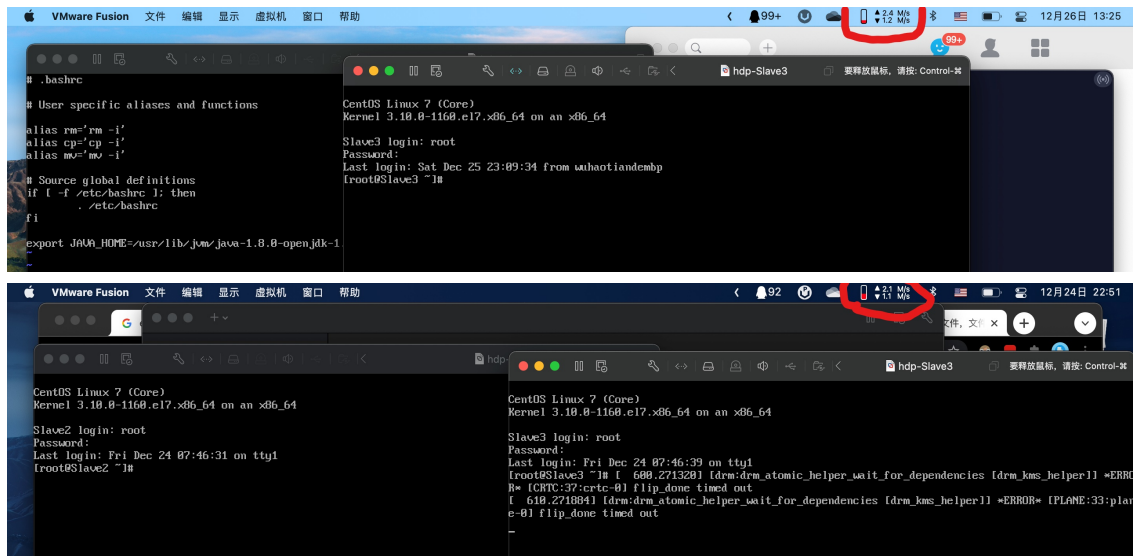 VMware Fusion 文件 编辑 显示 虚拟机 窗口 帮助 99+ 2.4 M/s 1.2 M/s 12月26日 13:25
99+
hdp-Slave3 要释放鼠标，请按: Control-⌘
# .bashrc
# User specific aliases and functions
alias rm='rm -i'
alias cp='cp -i'
alias mv='mv -i'
# Source global definitions
if [ -f /etc/bashrc ]; then
. /etc/bashrc
fi
export JAVA_HOME=/usr/lib/jvm/java-1.8.0-openjdk-1.
~
~
CentOS Linux 7 (Core)
Kernel 3.10.0-1160.el7.x86_64 on an x86_64
Slave3 login: root
Password:
Last login: Sat Dec 25 23:09:34 from wuhaotiandembp
[root@Slave3 ~]#
VMware Fusion 文件 编辑 显示 虚拟机 窗口 帮助 92 2.1 M/s 1.1 M/s 12月24日 22:51
G
文件，文
hdp-
hdp-Slave3 要释放鼠标，请按: Control-⌘
CentOS Linux 7 (Core)
Kernel 3.10.0-1160.el7.x86_64 on an x86_64
Slave2 login: root
Password:
Last login: Fri Dec 24 07:46:31 on tty1
[root@Slave2 ~]#
CentOS Linux 7 (Core)
Kernel 3.10.0-1160.el7.x86_64 on an x86_64
Slave3 login: root
Password:
Last login: Fri Dec 24 07:46:39 on tty1
[root@Slave3 ~]# [  600.271320] [drm:drm_atomic_helper_wait_for_dependencies [drm_kms_helper]] *ERRO
R* [CRTC:37:crtc-0] flip_done timed out
[  610.271884] [drm:drm_atomic_helper_wait_for_dependencies [drm_kms_helper]] *ERROR* [PLANE:33:plan
e-0] flip_done timed out